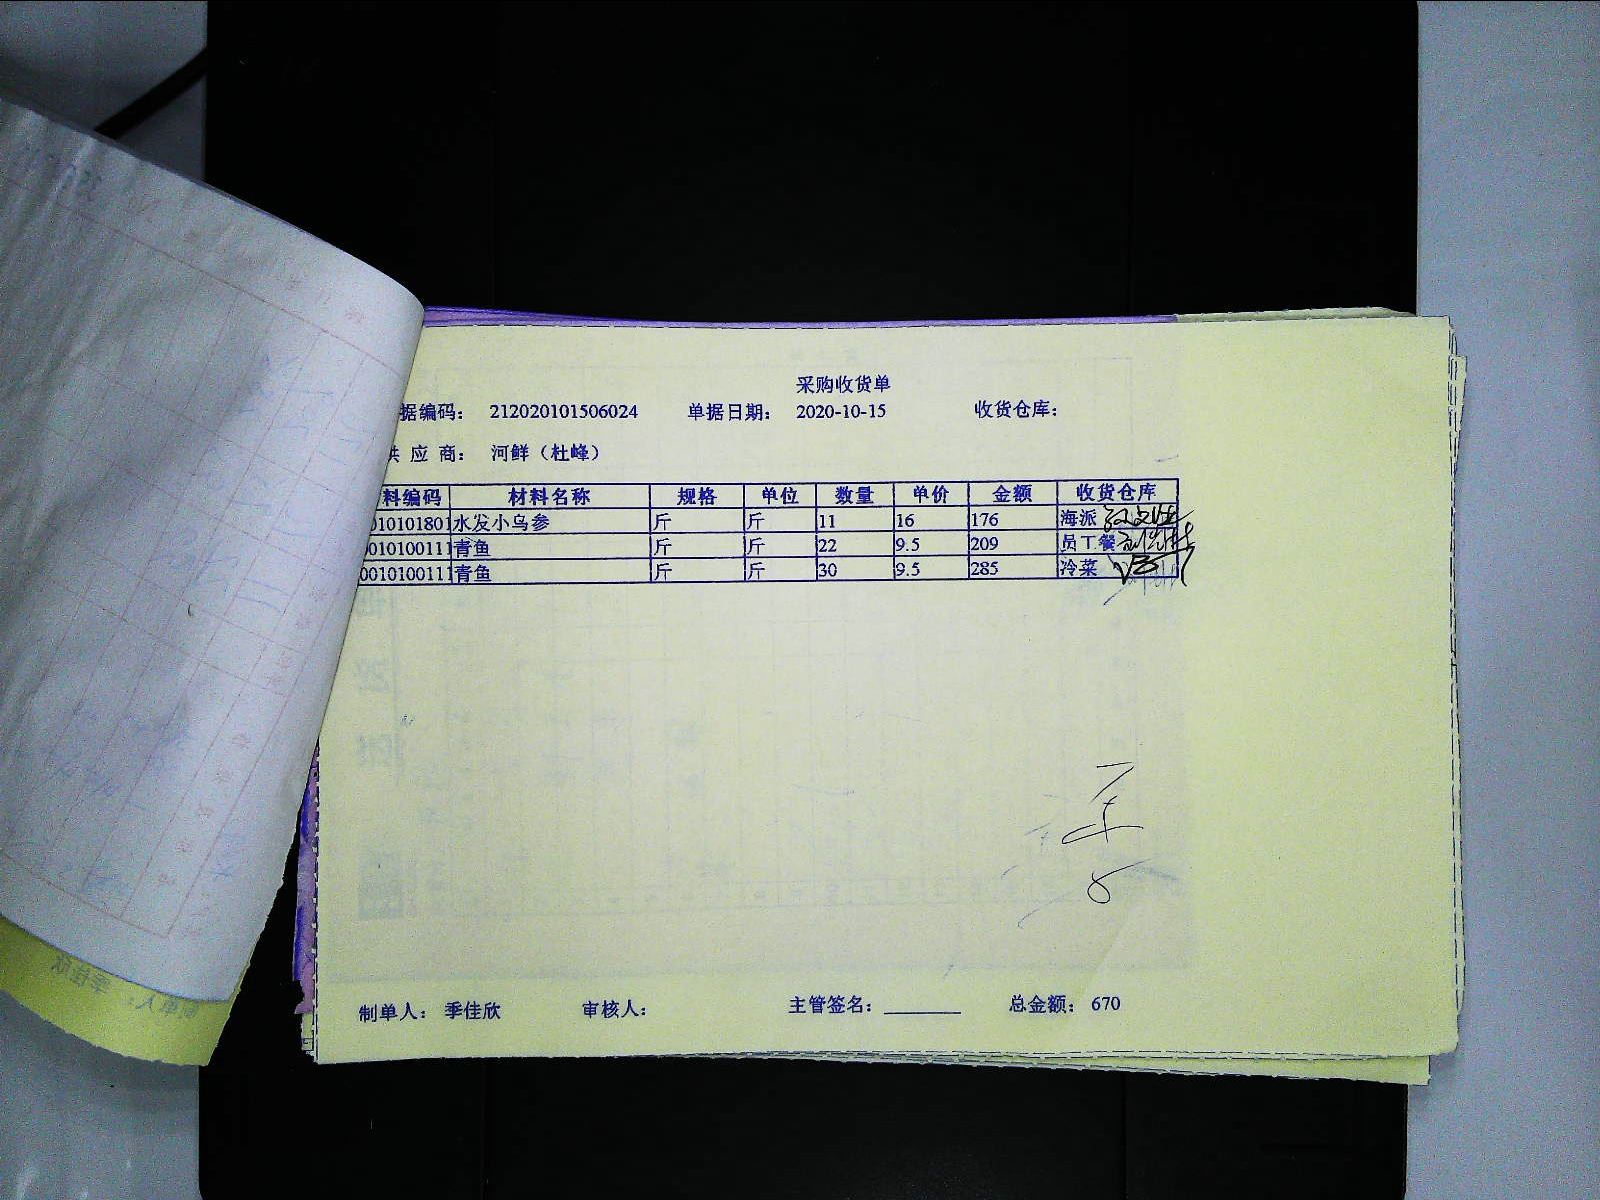 采购收货单
据编码： 212020101506024 单据日期： 2020-10-15 收货仓库：
供 应 商： 河鲜（杜峰）
料编码 材料名称 规格 单位 数量 单价 金额 收货仓库
010101801 水发小乌参 斤 斤 11 16 176 海派
0010100111 青鱼 斤 斤 22 9.5 209 员工餐
0010100111 青鱼 斤 斤 30 9.5 285 冷菜
制单人： 季佳欣 审核人： 主管签名： 总金额： 670